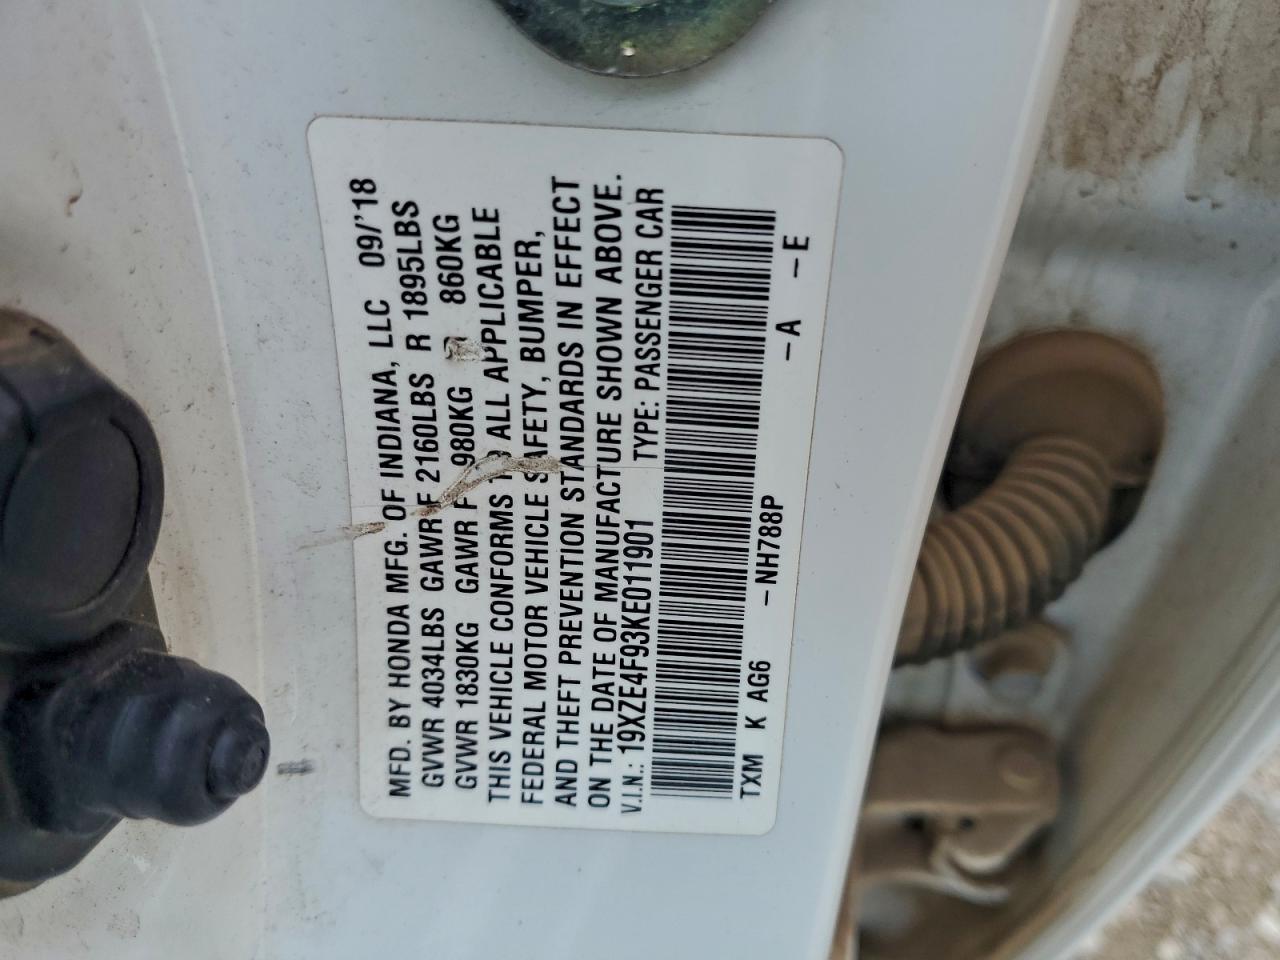 MFD. BY HONDA MFG. OF INDIANA, LLC 09/'18
GVWR 4034LBS GAWR F 2160LBS R 1895LBS
GVWR 1830KG GAWR F 980KG 860KG
THIS VEHICLE CONFORMS TO ALL APPLICABLE
FEDERAL MOTOR VEHICLE SAFETY, BUMPER,
AND THEFT PREVENTION STANDARDS IN EFFECT
ON THE DATE OF MANUFACTURE SHOWN ABOVE.
V.I.N.: 19XZE4F93KE011901 TYPE: PASSENGER CAR
TXM K AG6 – NH788P – A – E